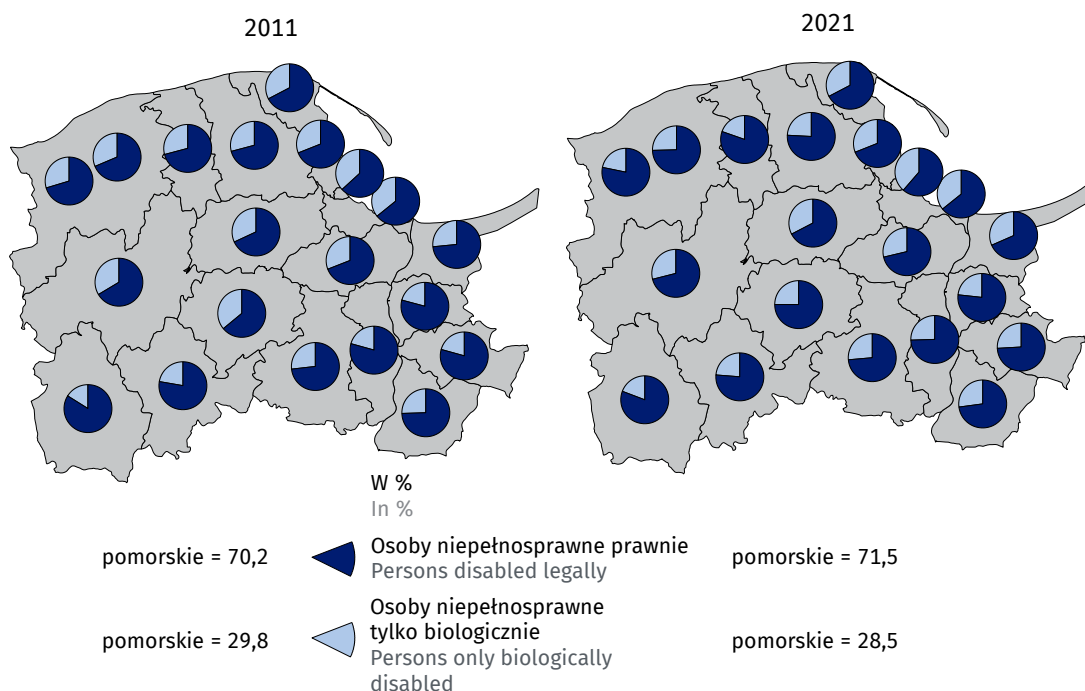 2011
2021
W %
In %
pomorskie = 70,2
Osoby niepełnosprawne prawnie
Persons disabled legally
pomorskie = 71,5
pomorskie = 29,8
Osoby niepełnosprawne
tylko biologicznie
Persons only biologically
disabled
pomorskie = 28,5